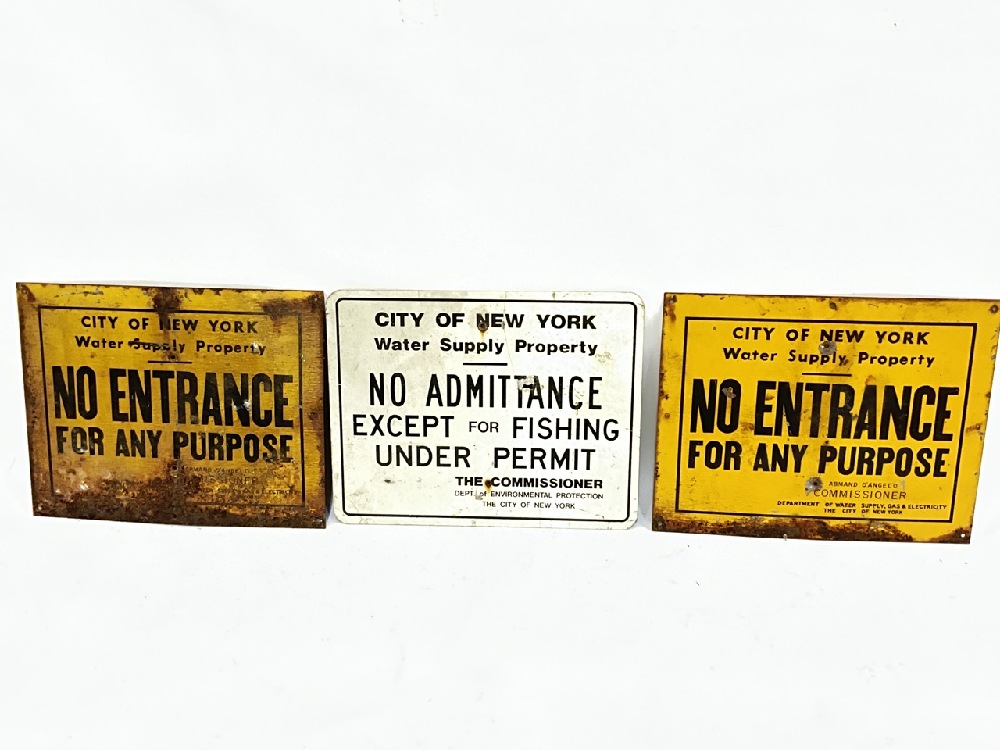 CITY OF NEW YORK
Water Supply Property
NO ENTRANCE
FOR ANY PURPOSE
CITY OF NEW YORK
Water Supply Property
NO ADMITTANCE
EXCEPT FOR FISHING
UNDER PERMIT
THE COMMISSIONER
DEPT. of ENVIRONMENTAL PROTECTION
THE CITY OF NEW YORK
CITY OF NEW YORK
Water Supply Property
NO ENTRANCE
FOR ANY PURPOSE
ARMAND D'ANGELO
COMMISSIONER
DEPARTMENT OF WATER SUPPLY, GAS & ELECTRICITY
THE CITY OF NEW YORK